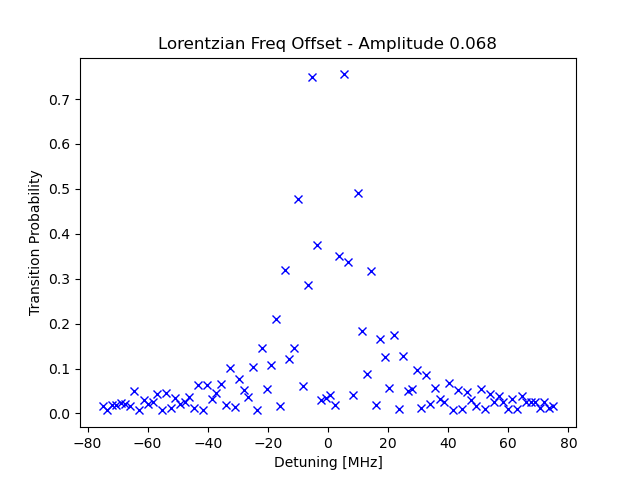 Lorentzian Freq Offset - Amplitude 0.068
Transition Probability
0.7
0.6
0.5
0.4
0.3
0.2
0.1
0.0
−80 −60 −40 −20 0 20 40 60 80
Detuning [MHz]